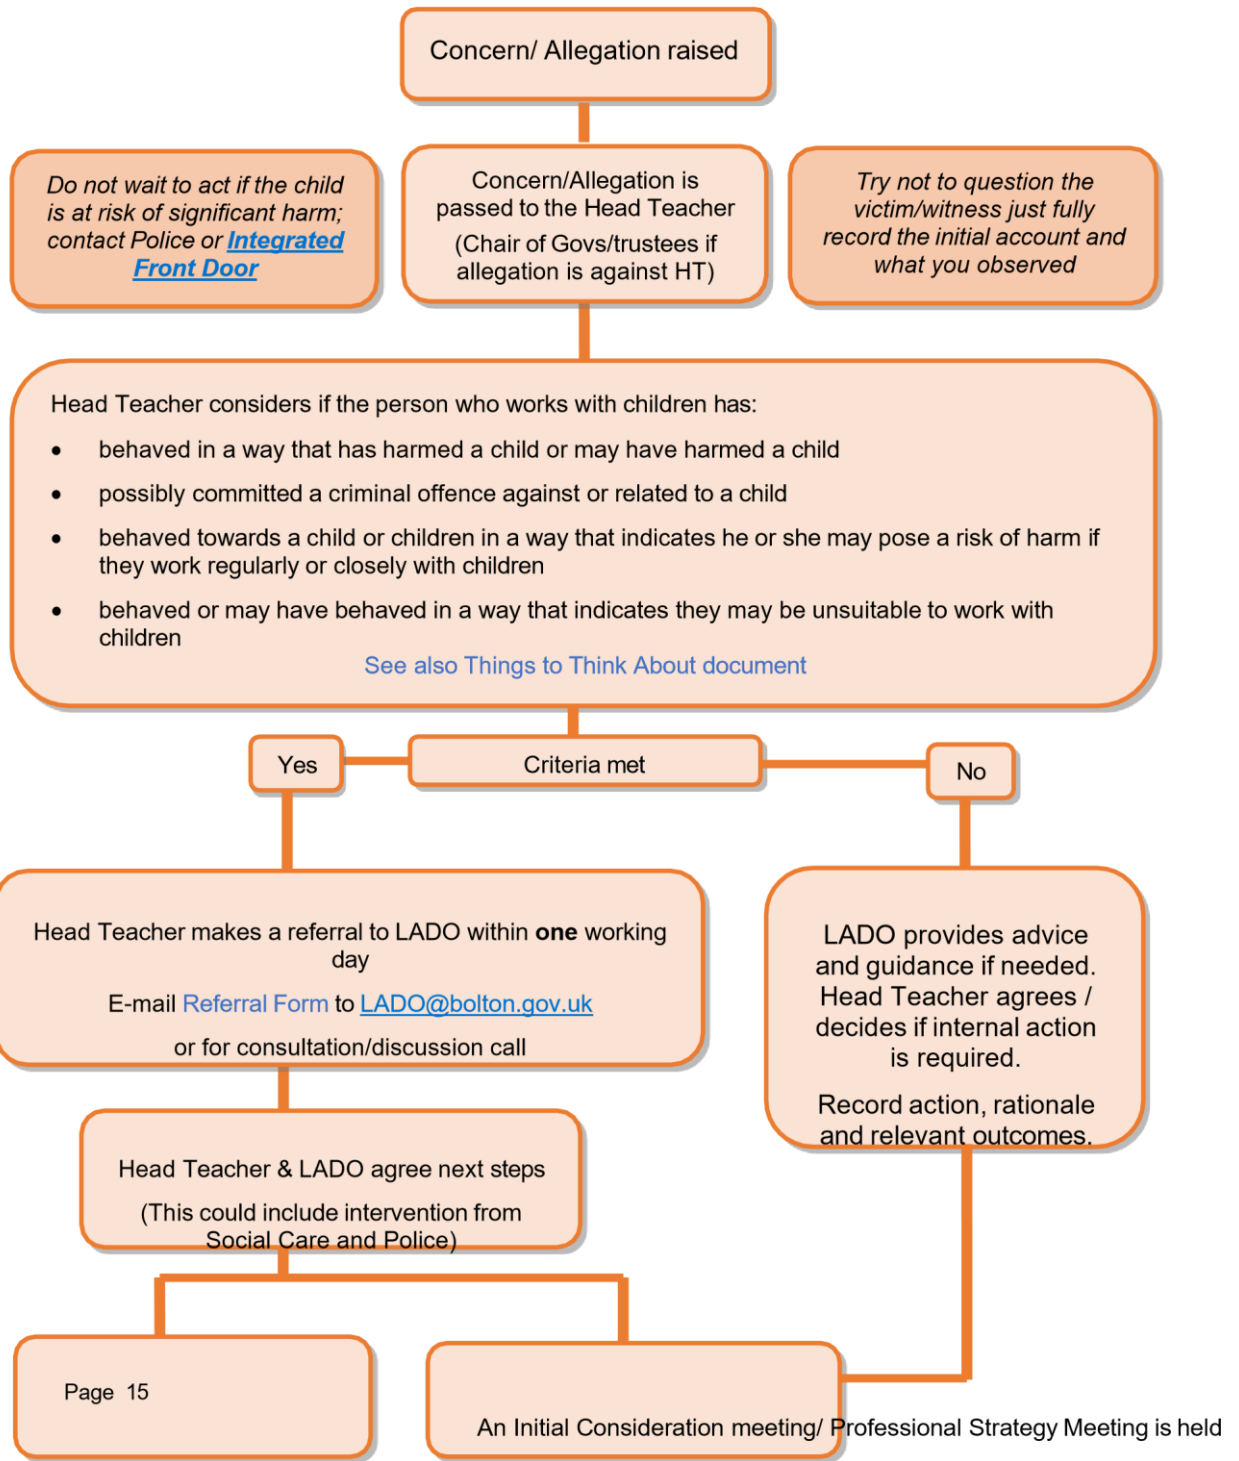 Concern/ Allegation raised
Do not wait to act if the child
is at risk of significant harm;
contact Police or Integrated
Front Door
Concern/Allegation is
passed to the Head Teacher
(Chair of Govs/trustees if
allegation is against HT)
Try not to question the
victim/witness just fully
record the initial account and
what you observed
Head Teacher considers if the person who works with children has:
• behaved in a way that has harmed a child or may have harmed a child
• possibly committed a criminal offence against or related to a child
• behaved towards a child or children in a way that indicates he or she may pose a risk of harm if
they work regularly or closely with children
• behaved or may have behaved in a way that indicates they may be unsuitable to work with
children
See also Things to Think About document
Yes
Criteria met
No
Head Teacher makes a referral to LADO within one working
day
E-mail Referral Form to LADO@bolton.gov.uk
or for consultation/discussion call
LADO provides advice
and guidance if needed.
Head Teacher agrees /
decides if internal action
is required.
Record action, rationale
and relevant outcomes.
Head Teacher & LADO agree next steps
(This could include intervention from
Social Care and Police)
Page 15
An Initial Consideration meeting/ Professional Strategy Meeting is held